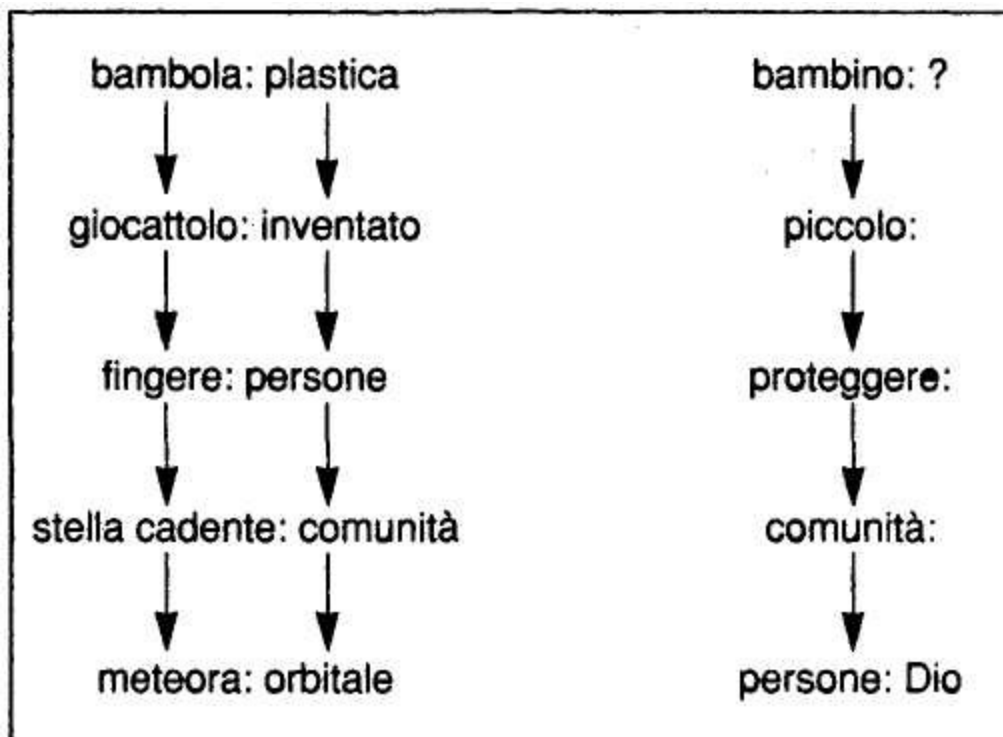 bambola: plastica
bambino: ?
giocattolo: inventato
piccolo:
fingere: persone
proteggere:
stella cadente: comunità
comunità:
meteora: orbitale
persone: Dio